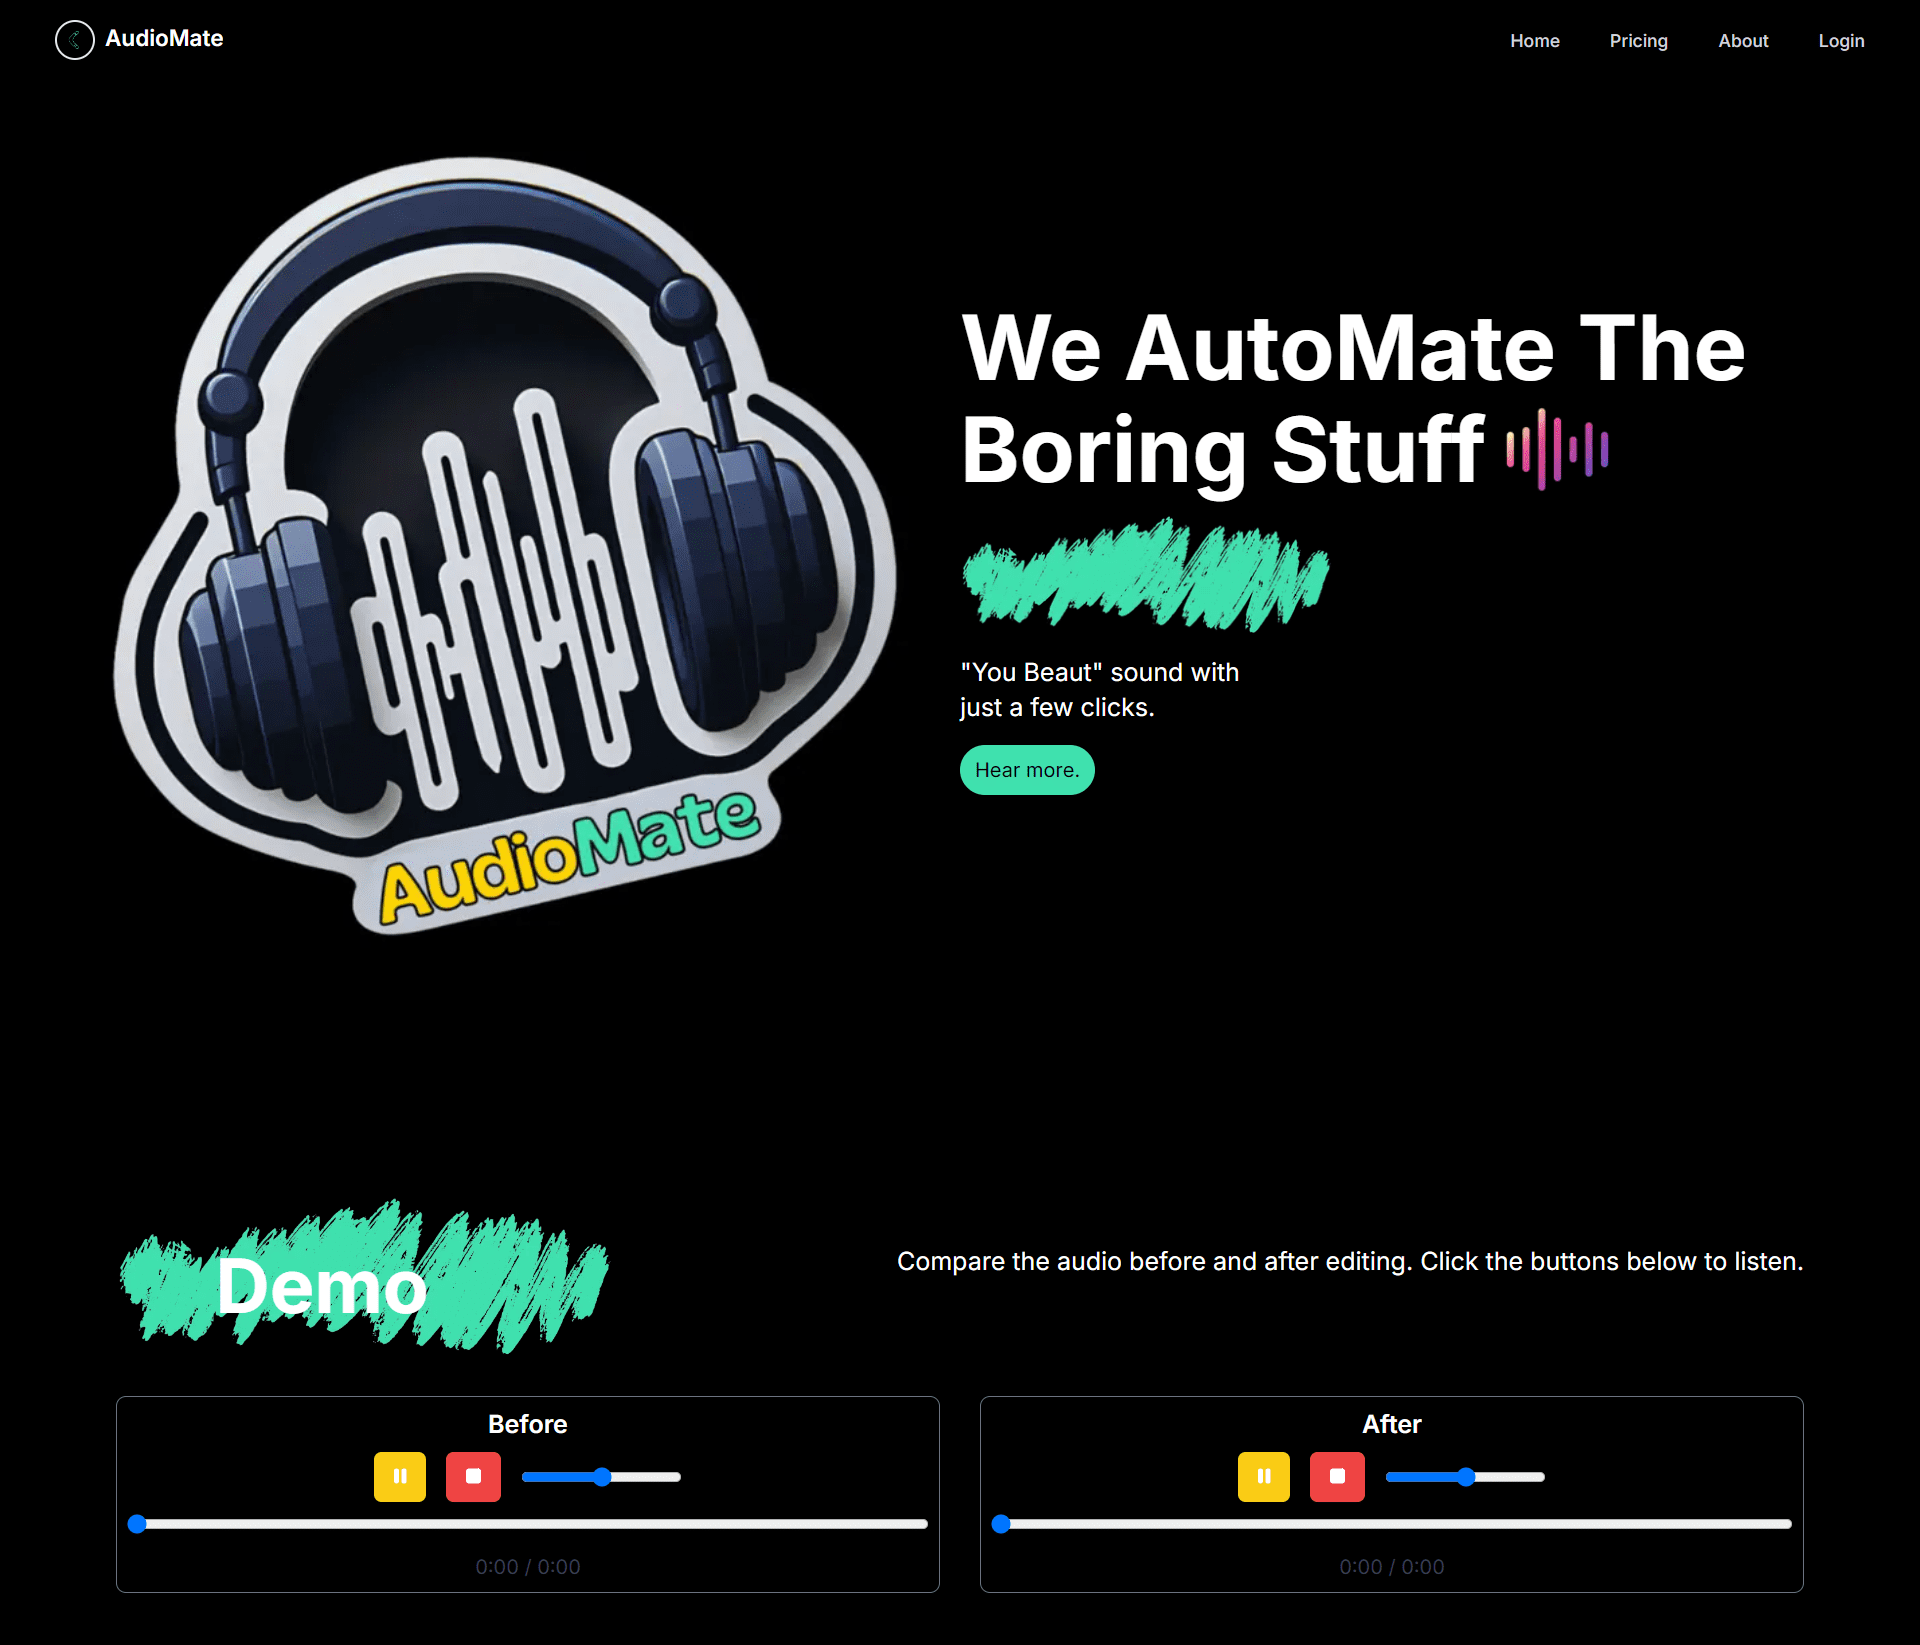 AudioMate
Home
Pricing
About
Login
We AutoMate The
Boring Stuff
AudioMate
"You Beaut" sound with
just a few clicks.
Hear more.
Demo
Compare the audio before and after editing. Click the buttons below to listen.
Before
0:00 / 0:00
After
0:00 / 0:00